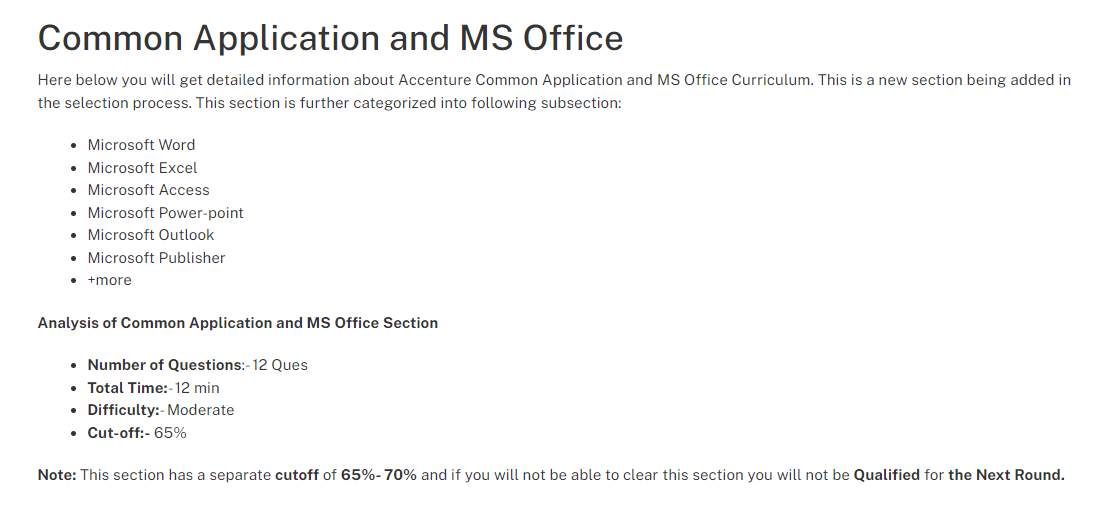 Common Application and MS Office
Here below you will get detailed information about Accenture Common Application and MS Office Curriculum. This is a new section being added in
the selection process. This section is further categorized into following subsection:
• Microsoft Word
• Microsoft Excel
• Microsoft Access
• Microsoft Power-point
• Microsoft Outlook
• Microsoft Publisher
• +more
Analysis of Common Application and MS Office Section
• Number of Questions:- 12 Ques
• Total Time:- 12 min
• Difficulty:- Moderate
• Cut-off:- 65%
Note: This section has a separate cutoff of 65%- 70% and if you will not be able to clear this section you will not be Qualified for the Next Round.